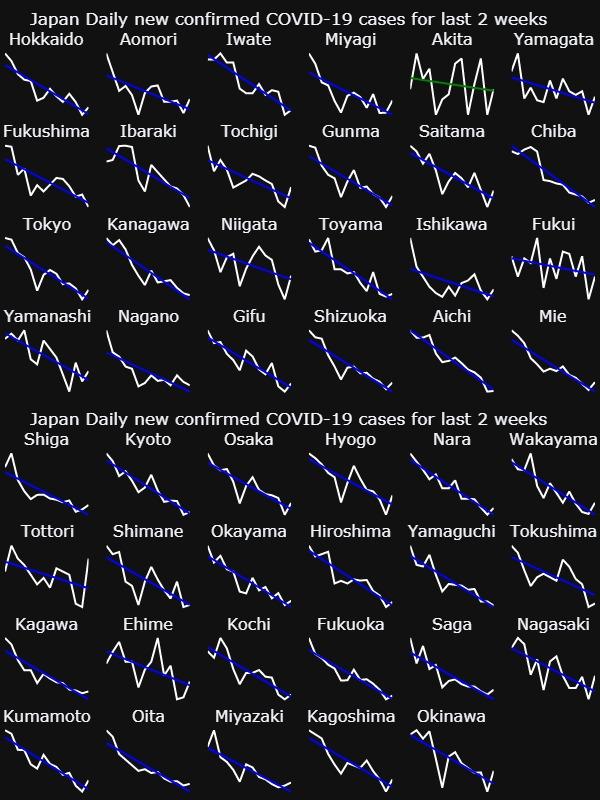 Japan Daily new confirmed COVID-19 cases for last 2 weeks
Hokkaido Aomori Iwate Miyagi Akita Yamagata
Fukushima Ibaraki Tochigi Gunma Saitama Chiba
Tokyo Kanagawa Niigata Toyama Ishikawa Fukui
Yamanashi Nagano Gifu Shizuoka Aichi Mie
Japan Daily new confirmed COVID-19 cases for last 2 weeks
Shiga Kyoto Osaka Hyogo Nara Wakayama
Tottori Shimane Okayama Hiroshima Yamaguchi Tokushima
Kagawa Ehime Kochi Fukuoka Saga Nagasaki
Kumamoto Oita Miyazaki Kagoshima Okinawa